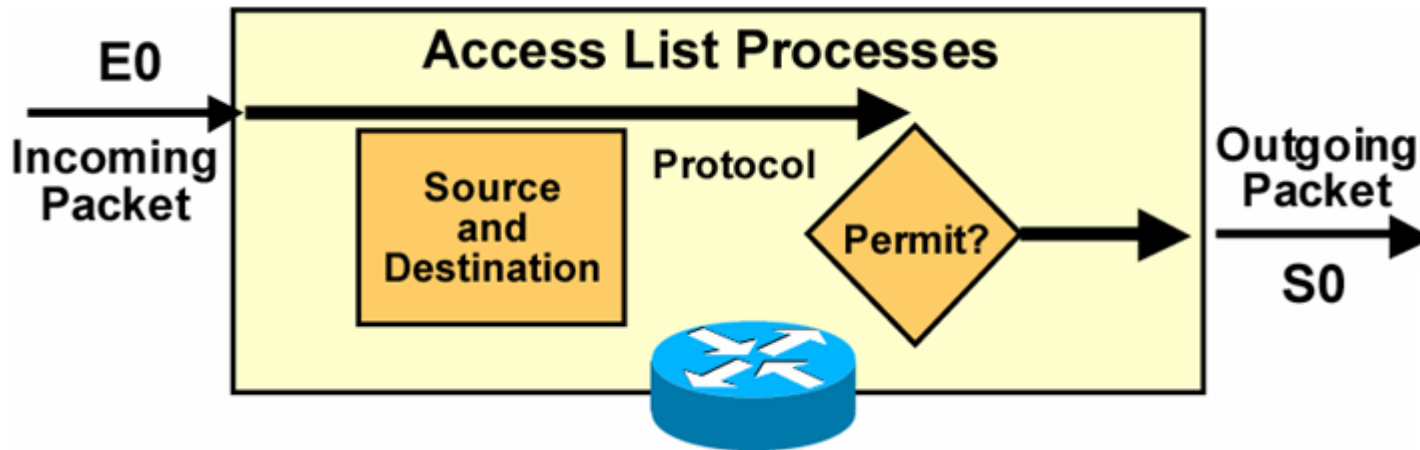 Access List Processes
E0
Incoming
Packet
Source
and
Destination
Protocol
Permit?
Outgoing
Packet
S0